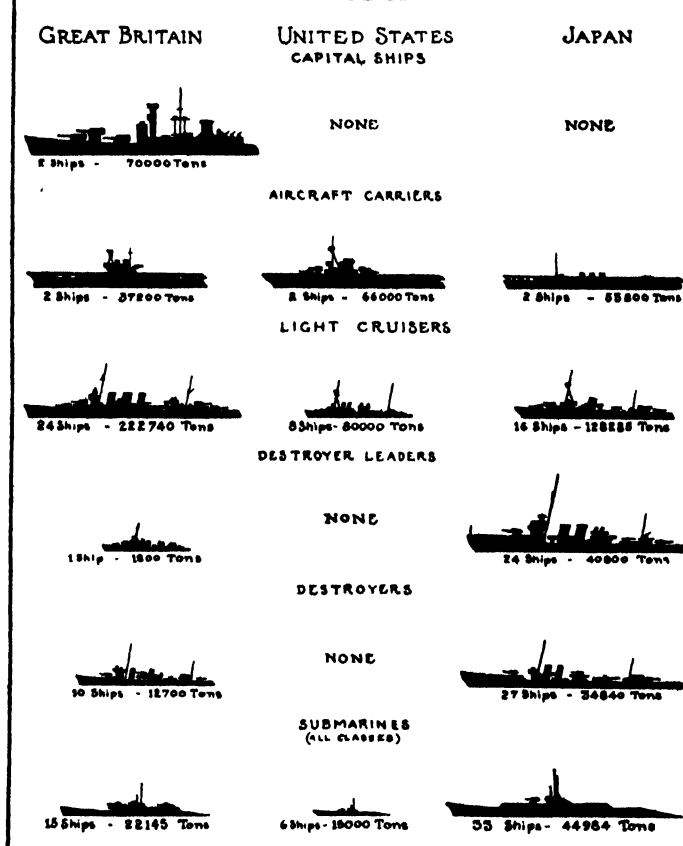 GREAT BRITAIN UNITED STATES JAPAN
CAPITAL SHIPS
NONE NONE
2 Ships - 70000 Tons
AIRCRAFT CARRIERS
2 Ships - 37200 Tons 2 Ships - 66000 Tons 2 Ships - 53800 Tons
LIGHT CRUISERS
24 Ships - 222740 Tons 8 Ships - 80000 Tons 16 Ships - 128285 Tons
DESTROYER LEADERS
NONE
1 Ship - 1800 Tons 24 Ships - 40800 Tons
DESTROYERS
NONE
10 Ships - 12700 Tons 27 Ships - 34840 Tons
SUBMARINES
(ALL CLASSES)
15 Ships - 22145 Tons 6 Ships - 15000 Tons 33 Ships - 44984 Tons